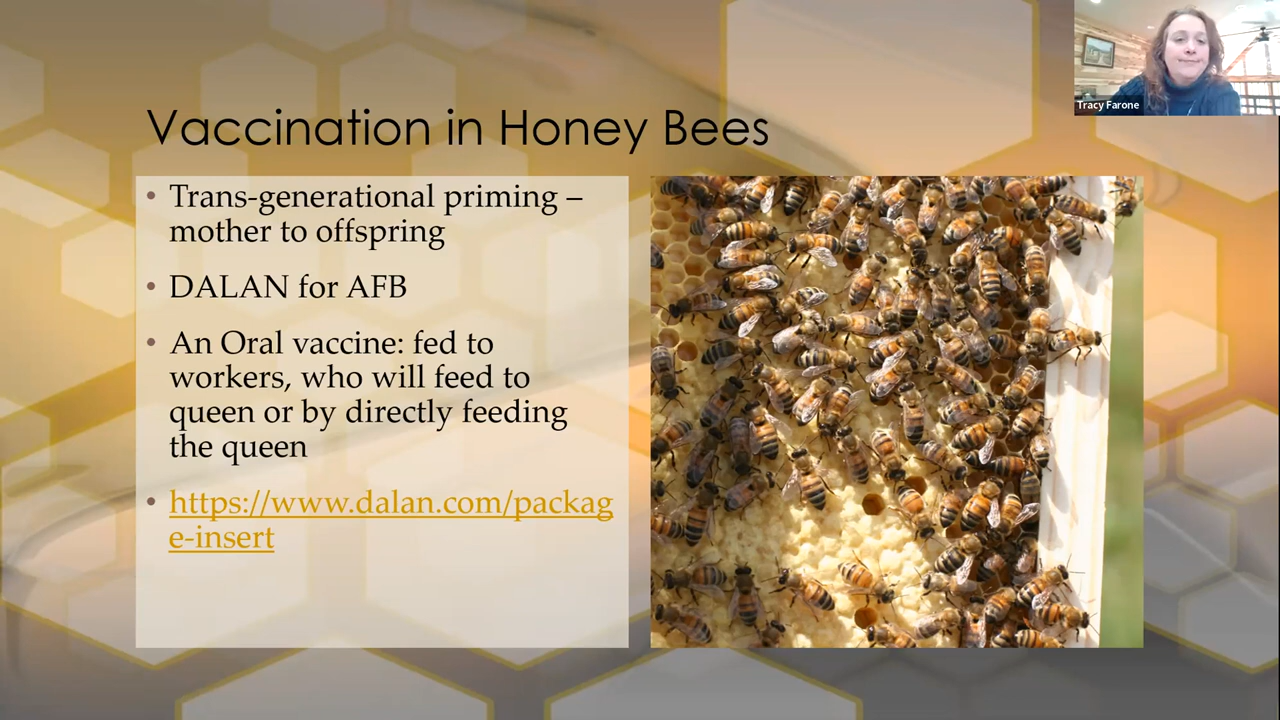 Tracy Farone
Vaccination in Honey Bees
• Trans-generational priming –
mother to offspring
• DALAN for AFB
• An Oral vaccine: fed to
workers, who will feed to
queen or by directly feeding
the queen
• https://www.dalan.com/packag
e-insert